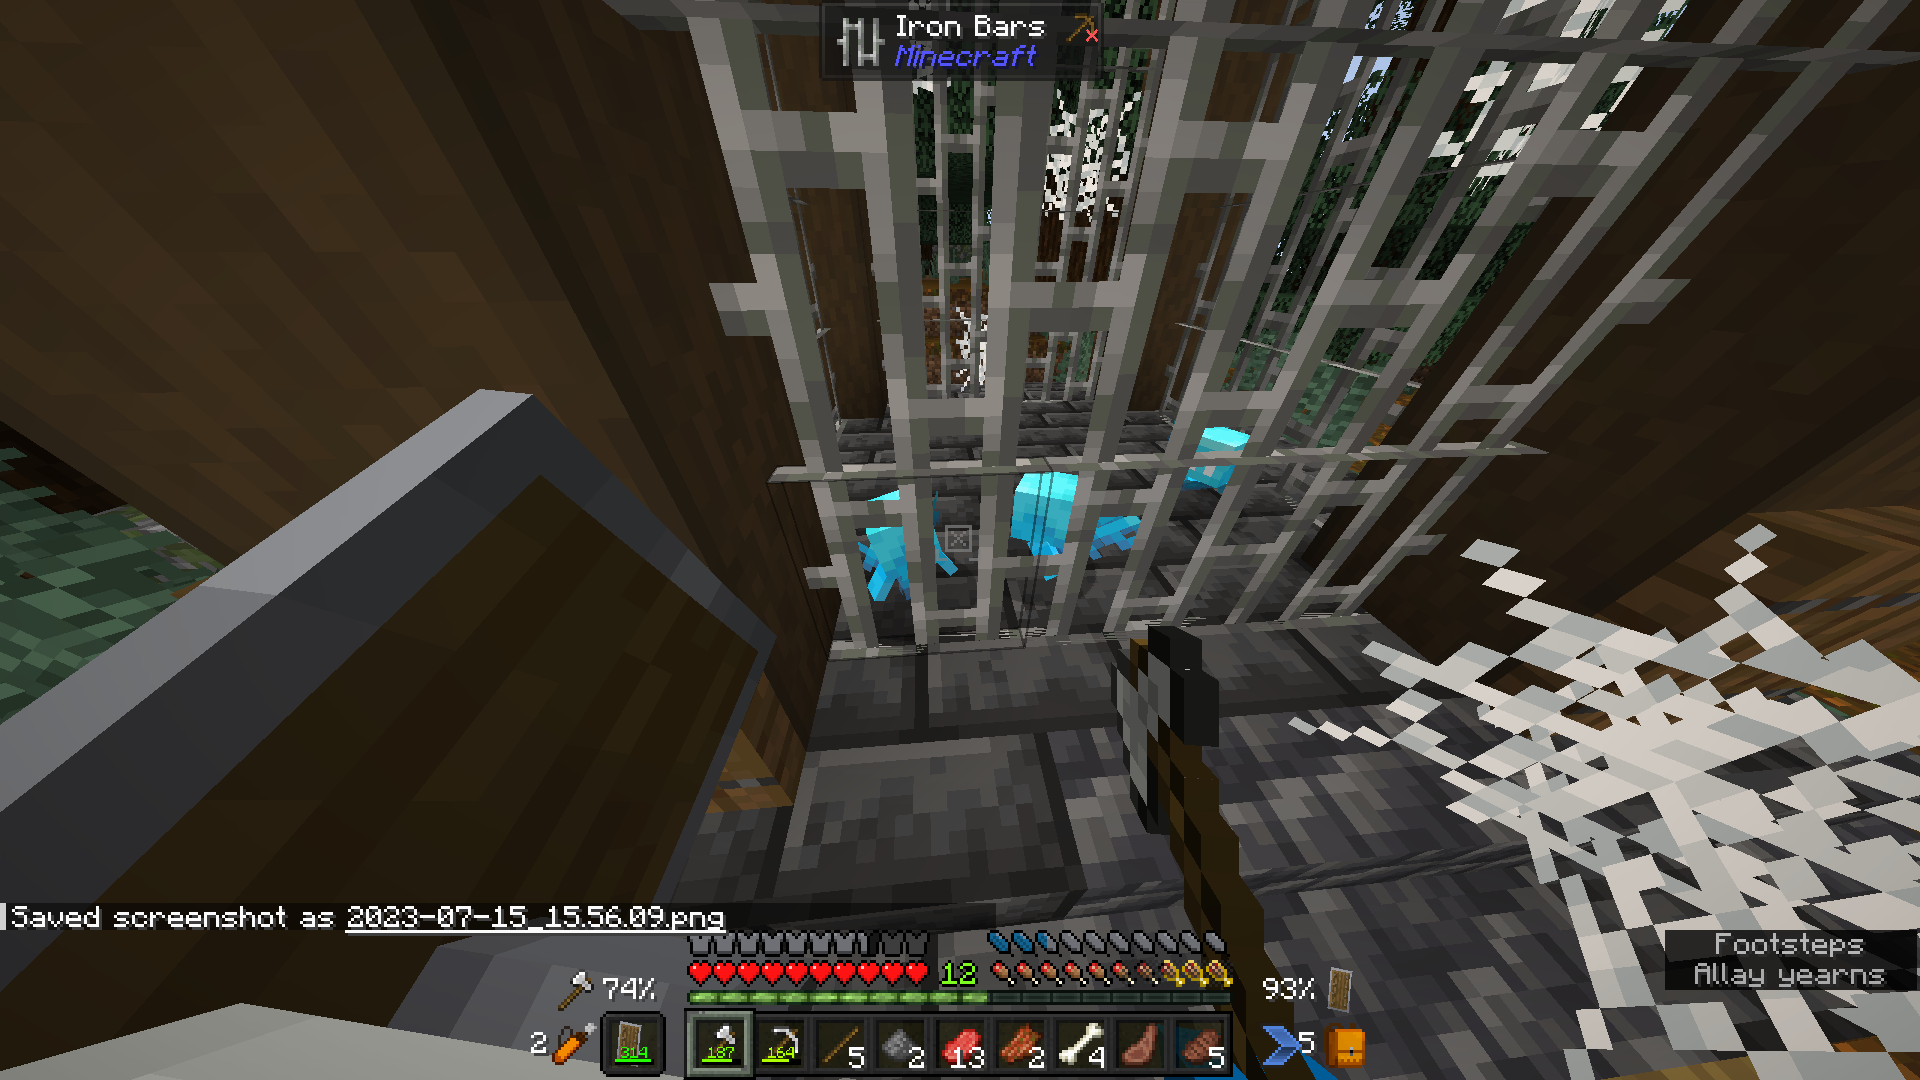 Iron Bars
Minecraft
Saved screenshot as 2023-07-15_15.56.09.png
Footsteps
Allay yearns
12
74%
93%
2
314
187
164
5
2
13
2
4
5
5